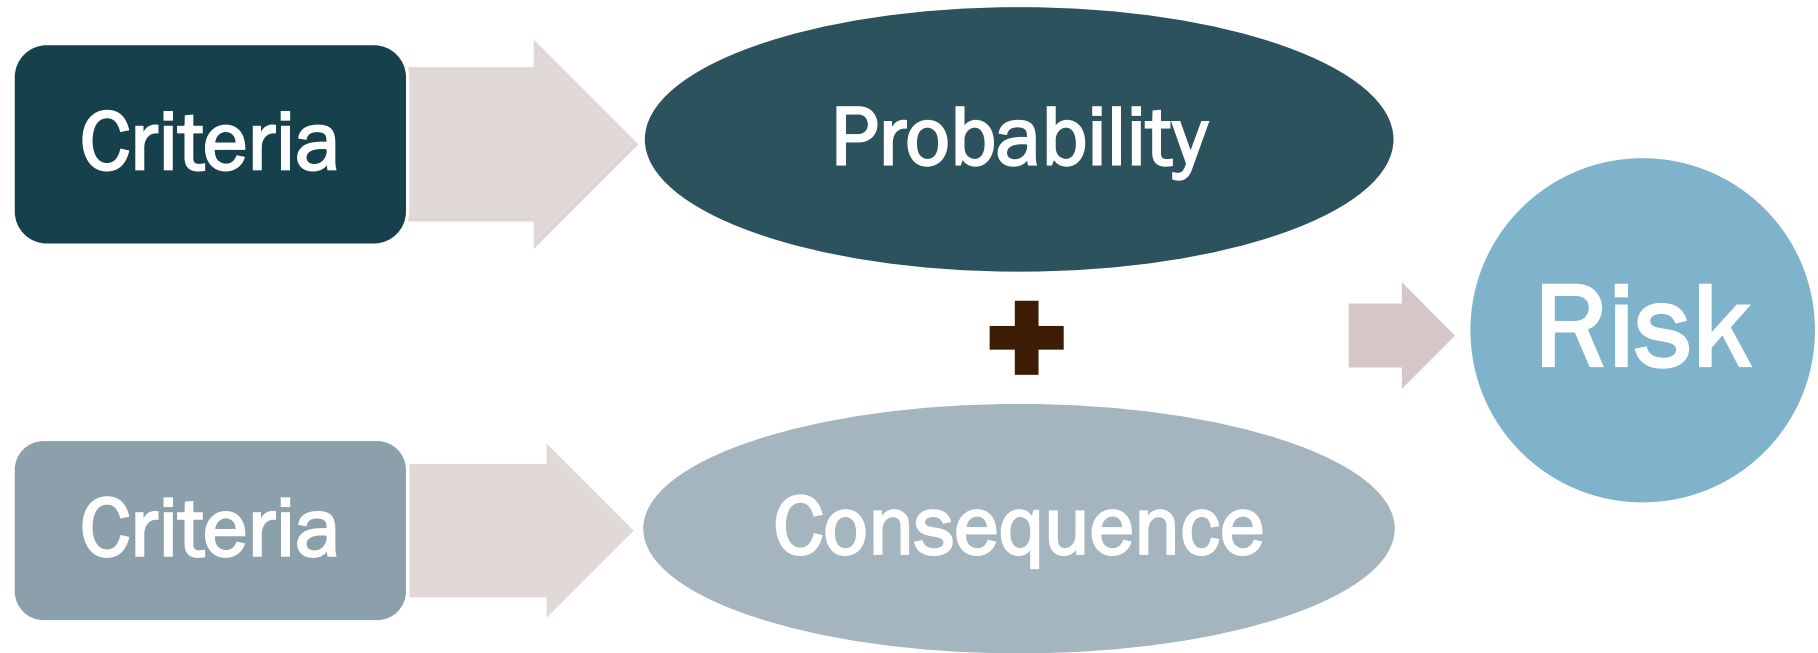 Criteria
Probability
Risk
Criteria
Consequence